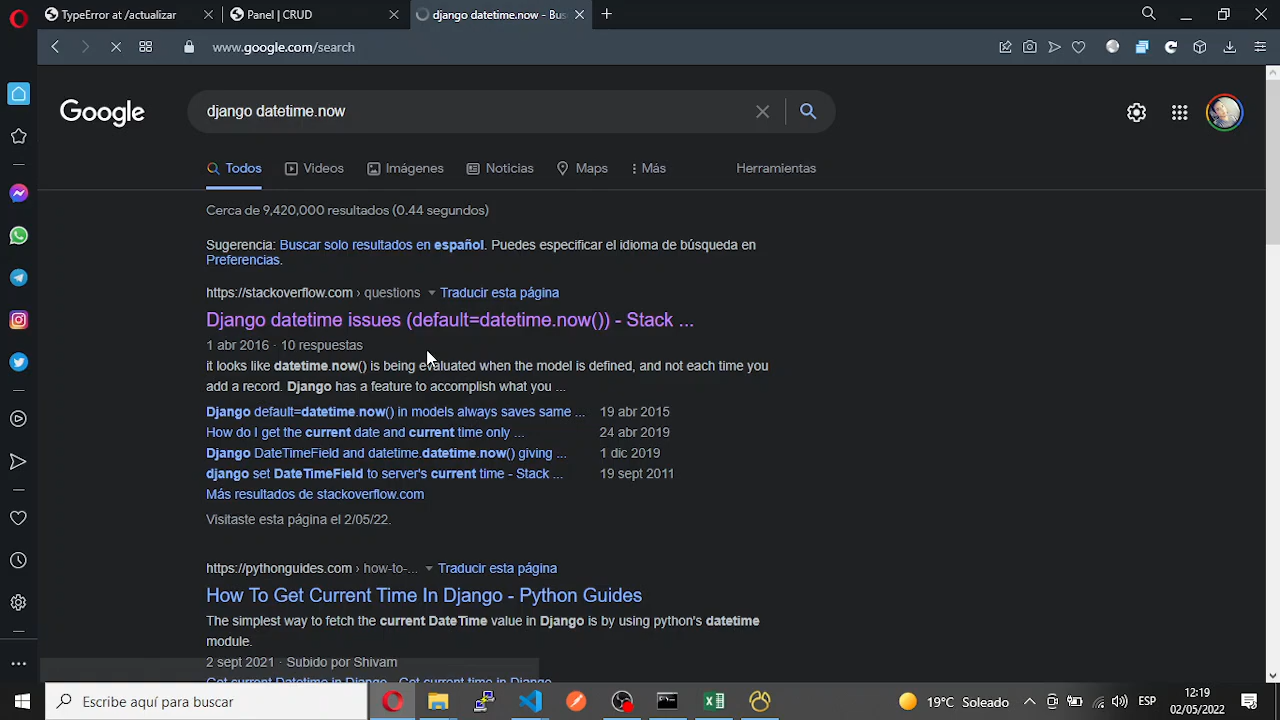 TypeError at /actualizar
Panel | CRUD
django datetime.now - Bus
www.google.com/search
Google
django datetime.now
Todos
Videos
Imágenes
Noticias
Maps
Más
Herramientas
Cerca de 9,420,000 resultados (0.44 segundos)
Sugerencia: Buscar solo resultados en español. Puedes especificar el idioma de búsqueda en
Preferencias.
https://stackoverflow.com › questions
Traducir esta página
Django datetime issues (default=datetime.now()) - Stack ...
1 abr 2016 · 10 respuestas
it looks like datetime.now() is being evaluated when the model is defined, and not each time you
add a record. Django has a feature to accomplish what you ...
Django default=datetime.now() in models always saves same ...
19 abr 2015
How do I get the current date and current time only ...
24 abr 2019
Django DateTimeField and datetime.datetime.now() giving ...
1 dic 2019
django set DateTimeField to server's current time - Stack ...
19 sept 2011
Más resultados de stackoverflow.com
Visitaste esta página el 2/05/22.
https://pythonguides.com › how-to-...
Traducir esta página
How To Get Current Time In Django - Python Guides
The simplest way to fetch the current DateTime value in Django is by using python's datetime
module.
2 sept 2021 · Subido por Shivam
Get current Datetime in Django · Get current time in Django
Escribe aquí para buscar
19°C Soleado
ESP
12:19
02/05/2022